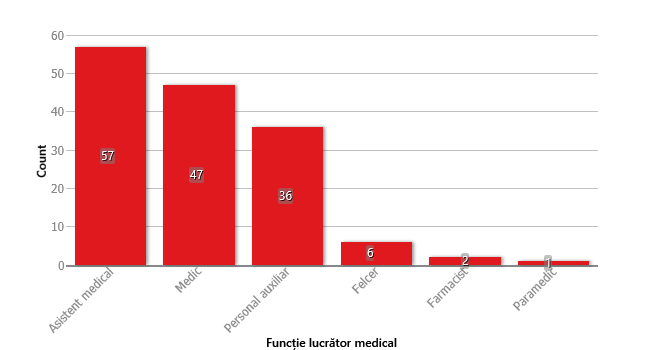 60
50
40
30
20
10
0
Count
57
47
36
6
2
1
Asistent medical
Medic
Personal auxiliar
Felcer
Farmacist
Paramedic
Funcție lucrător medical